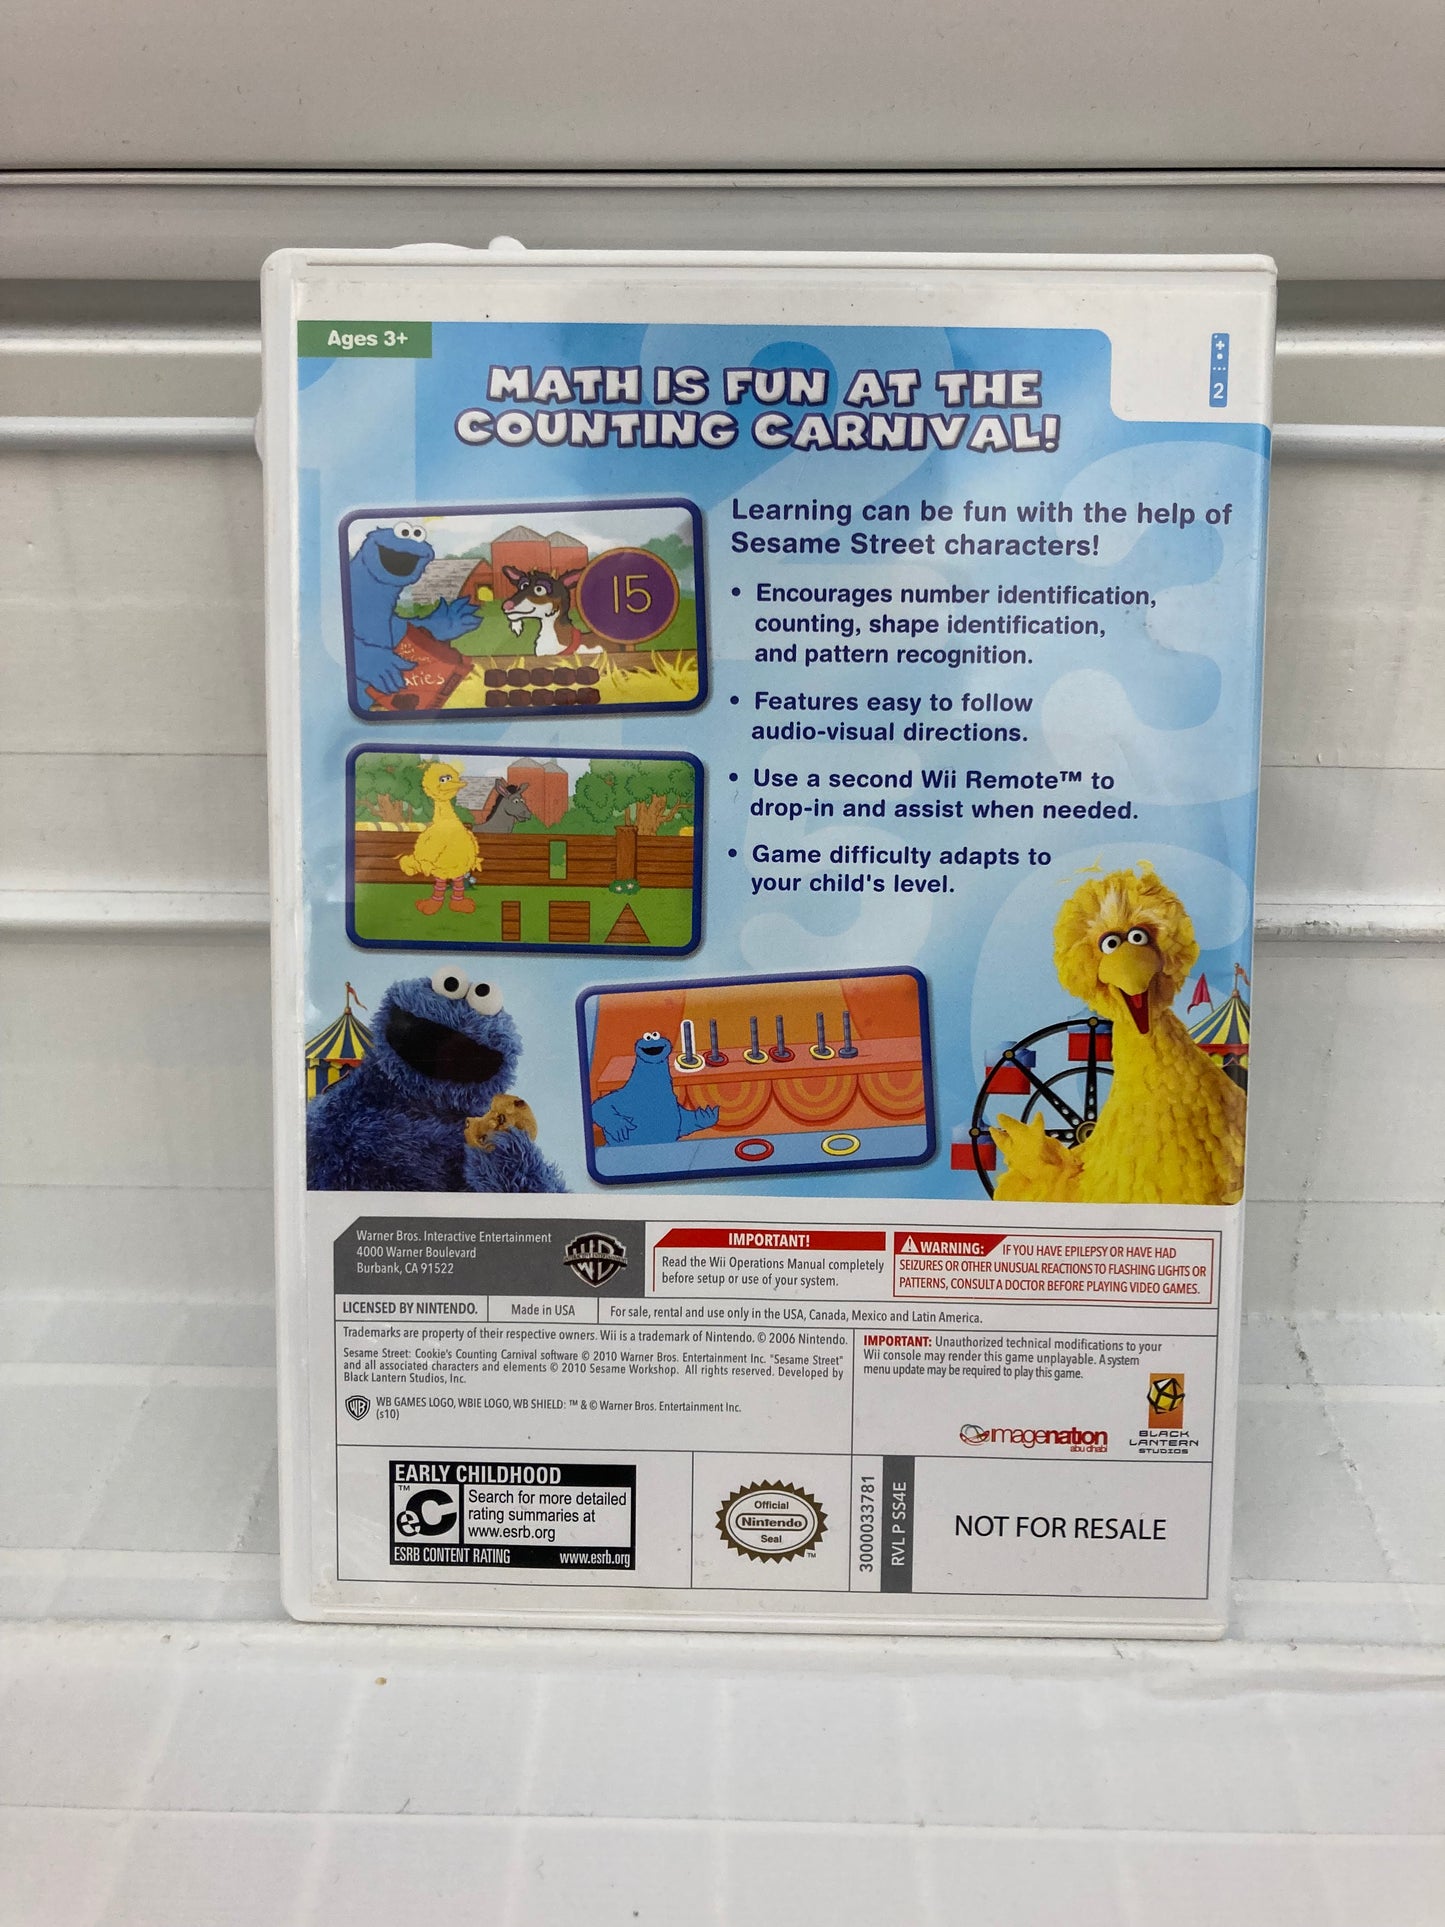 Ages 3+
2
MATH IS FUN AT THE
COUNTING CARNIVAL!
Learning can be fun with the help of
Sesame Street characters!
• Encourages number identification,
counting, shape identification,
and pattern recognition.
• Features easy to follow
audio-visual directions.
• Use a second Wii Remote™ to
drop-in and assist when needed.
• Game difficulty adapts to
your child's level.
15
Warner Bros. Interactive Entertainment
4000 Warner Boulevard
Burbank, CA 91522
IMPORTANT!
Read the Wii Operations Manual completely
before setup or use of your system.
WARNING: IF YOU HAVE EPILEPSY OR HAVE HAD
SEIZURES OR OTHER UNUSUAL REACTIONS TO FLASHING LIGHTS OR
PATTERNS, CONSULT A DOCTOR BEFORE PLAYING VIDEO GAMES.
LICENSED BY NINTENDO.
Made in USA
For sale, rental and use only in the USA, Canada, Mexico and Latin America.
Trademarks are property of their respective owners. Wii is a trademark of Nintendo. © 2006 Nintendo.
Sesame Street: Cookie's Counting Carnival software © 2010 Warner Bros. Entertainment Inc. "Sesame Street"
and all associated characters and elements © 2010 Sesame Workshop. All rights reserved. Developed by
Black Lantern Studios, Inc.
WB GAMES LOGO, WBIE LOGO, WB SHIELD: ™ & © Warner Bros. Entertainment Inc.
(s10)
IMPORTANT: Unauthorized technical modifications to your
Wii console may render this game unplayable. A system
menu update may be required to play this game.
imagenation
abu dhabi
BLACK
LANTERN
STUDIOS
EARLY CHILDHOOD
eC
Search for more detailed
rating summaries at
www.esrb.org
ESRB CONTENT RATING www.esrb.org
Official
Nintendo
Seal
3000033781
RVL P SS4E
NOT FOR RESALE